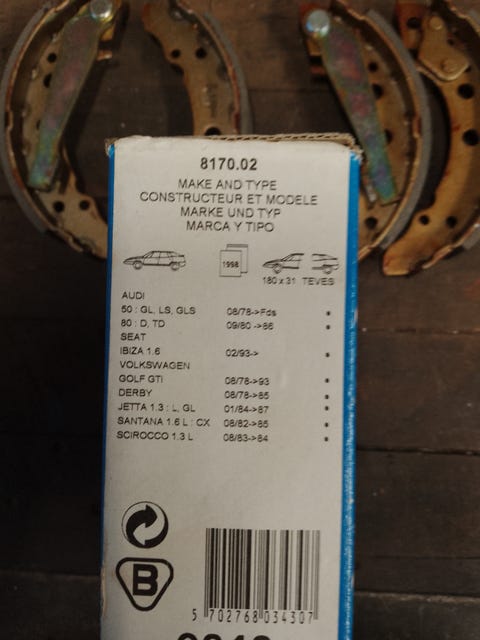 8170.02
MAKE AND TYPE
CONSTRUCTEUR ET MODELE
MARKE UND TYP
MARCA Y TIPO
1998
180 x 31 TEVES
AUDI
50 : GL, LS, GLS 08/78->Fds
80 : D, TD 09/80 ->86
SEAT
IBIZA 1.6 02/93->
VOLKSWAGEN
GOLF GTI 08/78->93
DERBY 08/78->85
JETTA 1.3 : L, GL 01/84->87
SANTANA 1.6 L : CX 08/82->85
SCIROCCO 1.3 L 08/83->84
B
5 702768 034307